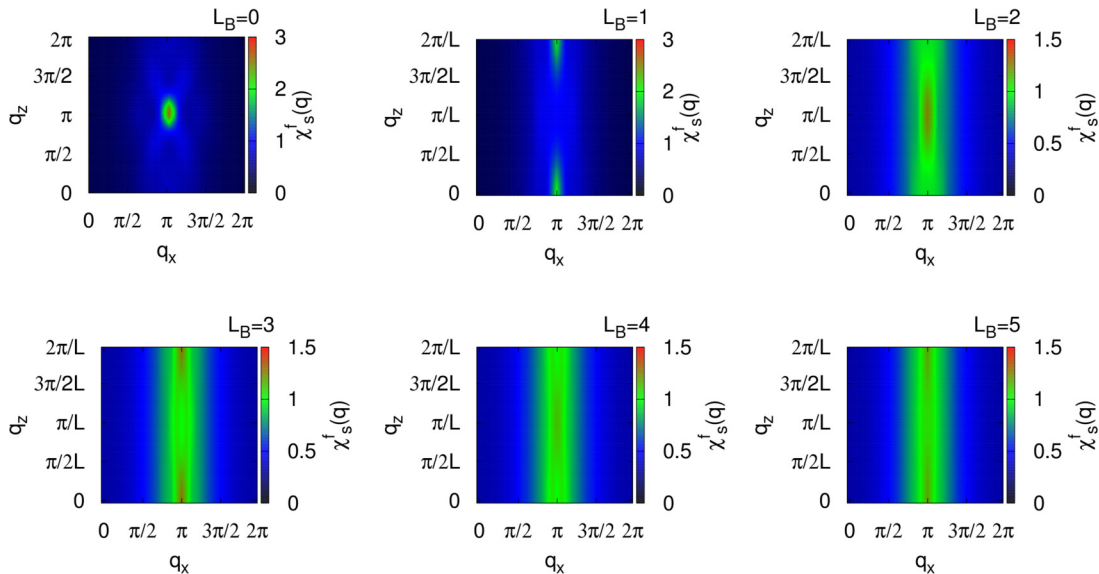 L_B=0
2π
3π/2
π
π/2
0
q_z
0 π/2 π 3π/2 2π
q_x
3
2
1
0
χ^f_s(q)
L_B=1
2π/L
3π/2L
π/L
π/2L
0
q_z
0 π/2 π 3π/2 2π
q_x
3
2
1
0
χ^f_s(q)
L_B=2
2π/L
3π/2L
π/L
π/2L
0
q_z
0 π/2 π 3π/2 2π
q_x
1.5
1
0.5
0
χ^f_s(q)
L_B=3
2π/L
3π/2L
π/L
π/2L
0
q_z
0 π/2 π 3π/2 2π
q_x
1.5
1
0.5
0
χ^f_s(q)
L_B=4
2π/L
3π/2L
π/L
π/2L
0
q_z
0 π/2 π 3π/2 2π
q_x
1.5
1
0.5
0
χ^f_s(q)
L_B=5
2π/L
3π/2L
π/L
π/2L
0
q_z
0 π/2 π 3π/2 2π
q_x
1.5
1
0.5
0
χ^f_s(q)